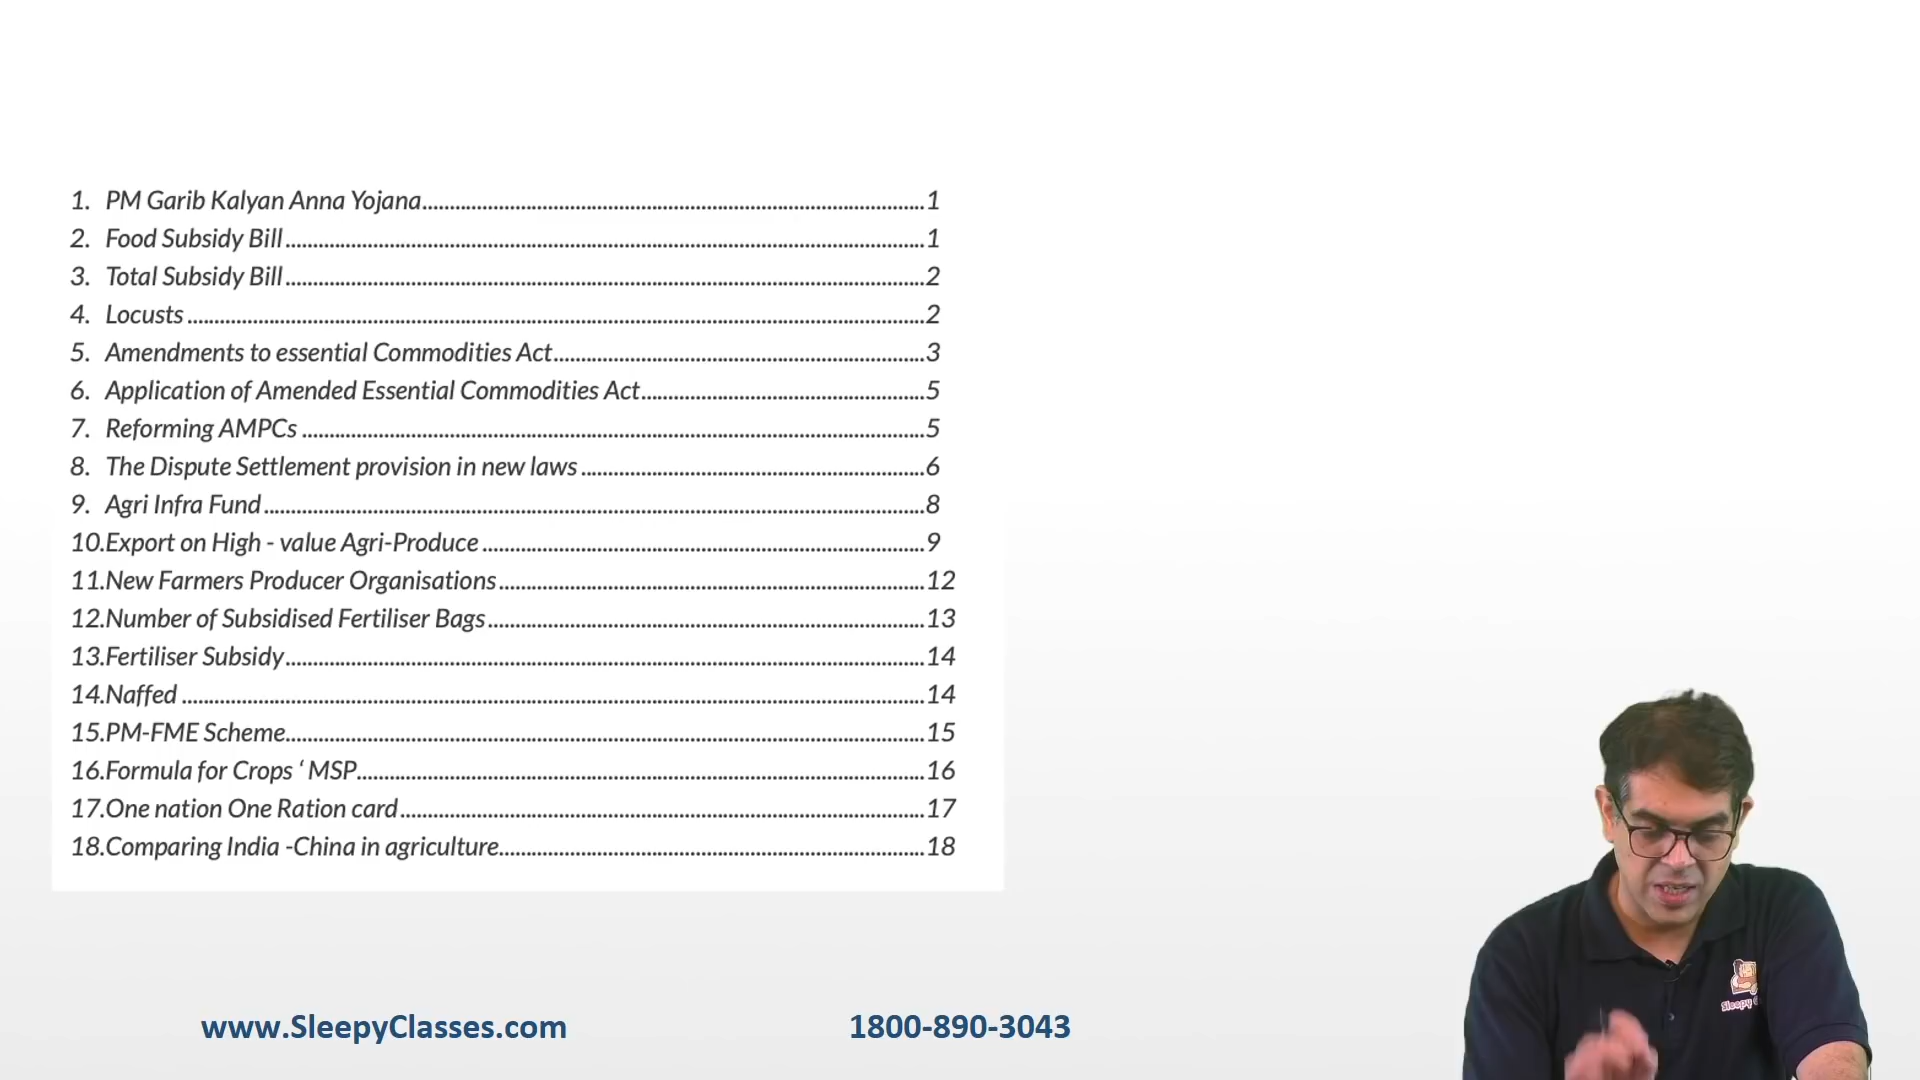 1. PM Garib Kalyan Anna Yojana 1
2. Food Subsidy Bill 1
3. Total Subsidy Bill 2
4. Locusts 2
5. Amendments to essential Commodities Act 3
6. Application of Amended Essential Commodities Act 5
7. Reforming AMPCs 5
8. The Dispute Settlement provision in new laws 6
9. Agri Infra Fund 8
10.Export on High - value Agri-Produce 9
11.New Farmers Producer Organisations 12
12.Number of Subsidised Fertiliser Bags 13
13.Fertiliser Subsidy 14
14.Naffed 14
15.PM-FME Scheme 15
16.Formula for Crops ‘ MSP 16
17.One nation One Ration card 17
18.Comparing India -China in agriculture 18
Sleepy
www.SleepyClasses.com 1800-890-3043